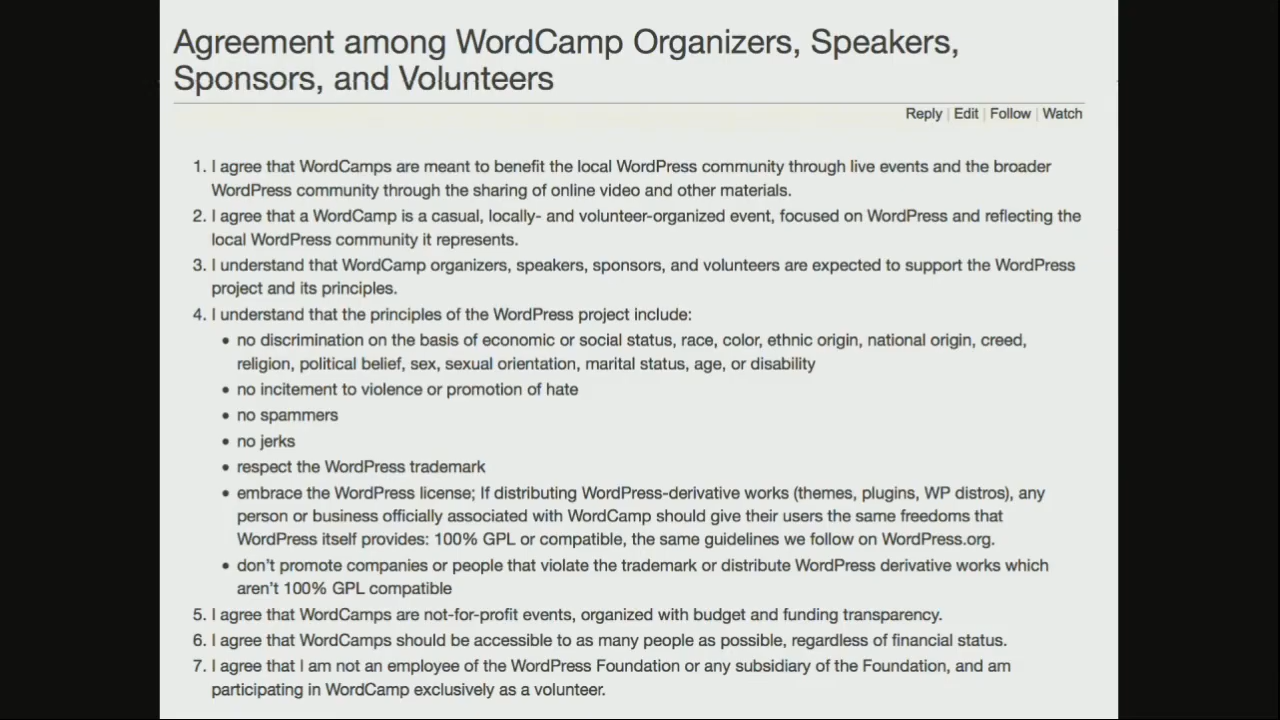 Agreement among WordCamp Organizers, Speakers,
Sponsors, and Volunteers
Reply | Edit | Follow | Watch
1. I agree that WordCamps are meant to benefit the local WordPress community through live events and the broader
WordPress community through the sharing of online video and other materials.
2. I agree that a WordCamp is a casual, locally- and volunteer-organized event, focused on WordPress and reflecting the
local WordPress community it represents.
3. I understand that WordCamp organizers, speakers, sponsors, and volunteers are expected to support the WordPress
project and its principles.
4. I understand that the principles of the WordPress project include:
• no discrimination on the basis of economic or social status, race, color, ethnic origin, national origin, creed,
religion, political belief, sex, sexual orientation, marital status, age, or disability
• no incitement to violence or promotion of hate
• no spammers
• no jerks
• respect the WordPress trademark
• embrace the WordPress license; If distributing WordPress-derivative works (themes, plugins, WP distros), any
person or business officially associated with WordCamp should give their users the same freedoms that
WordPress itself provides: 100% GPL or compatible, the same guidelines we follow on WordPress.org.
• don't promote companies or people that violate the trademark or distribute WordPress derivative works which
aren't 100% GPL compatible
5. I agree that WordCamps are not-for-profit events, organized with budget and funding transparency.
6. I agree that WordCamps should be accessible to as many people as possible, regardless of financial status.
7. I agree that I am not an employee of the WordPress Foundation or any subsidiary of the Foundation, and am
participating in WordCamp exclusively as a volunteer.